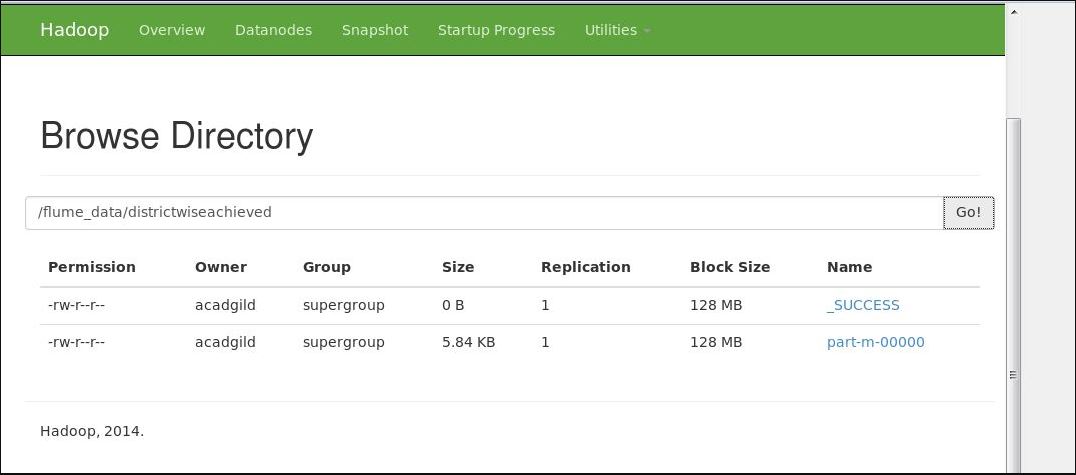 Hadoop Overview Datanodes Snapshot Startup Progress Utilities
Browse Directory
/flume_data/districtwiseachieved Go!
Permission Owner Group Size Replication Block Size Name
-rw-r--r-- acadgild supergroup 0 B 1 128 MB _SUCCESS
-rw-r--r-- acadgild supergroup 5.84 KB 1 128 MB part-m-00000
Hadoop, 2014.